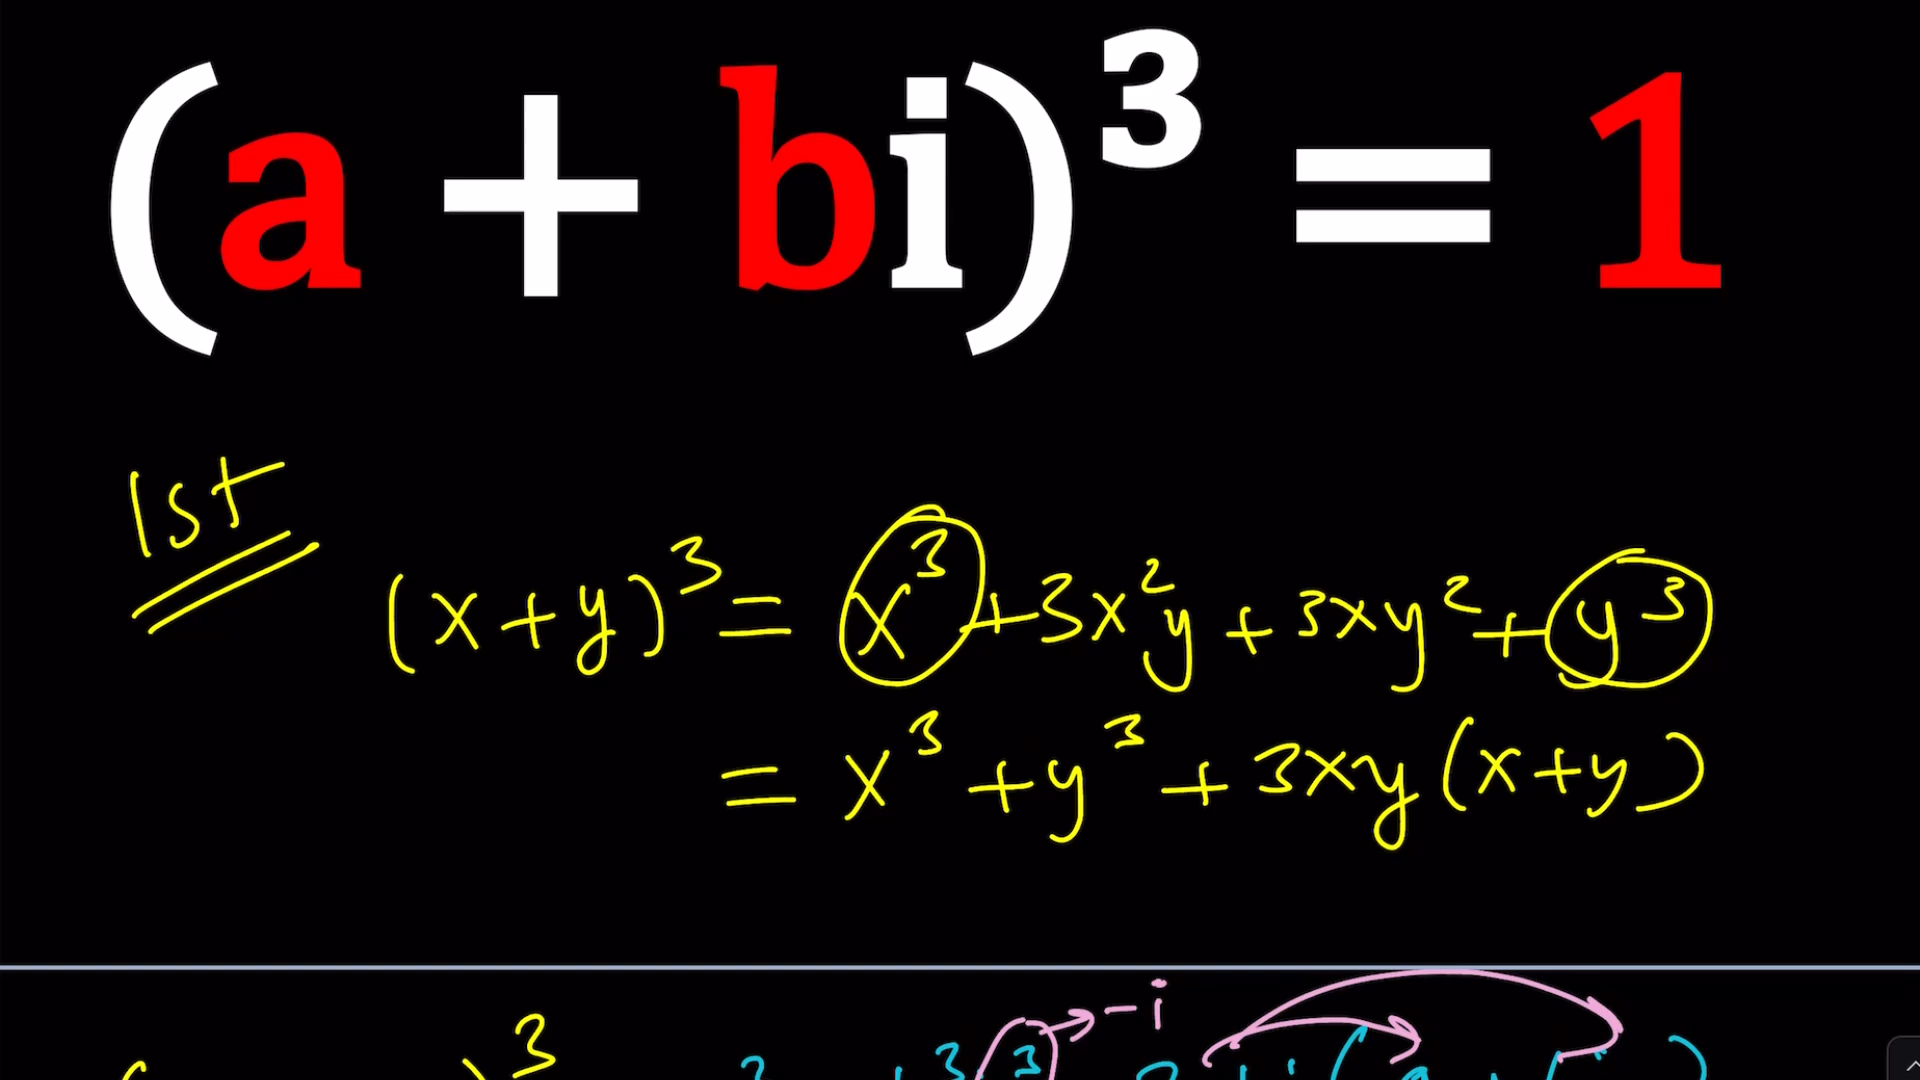 (a + bi)³ = 1
1st
(x+y)³ = x³ + 3x²y + 3xy² + y³
= x³ + y³ + 3xy(x+y)
-i